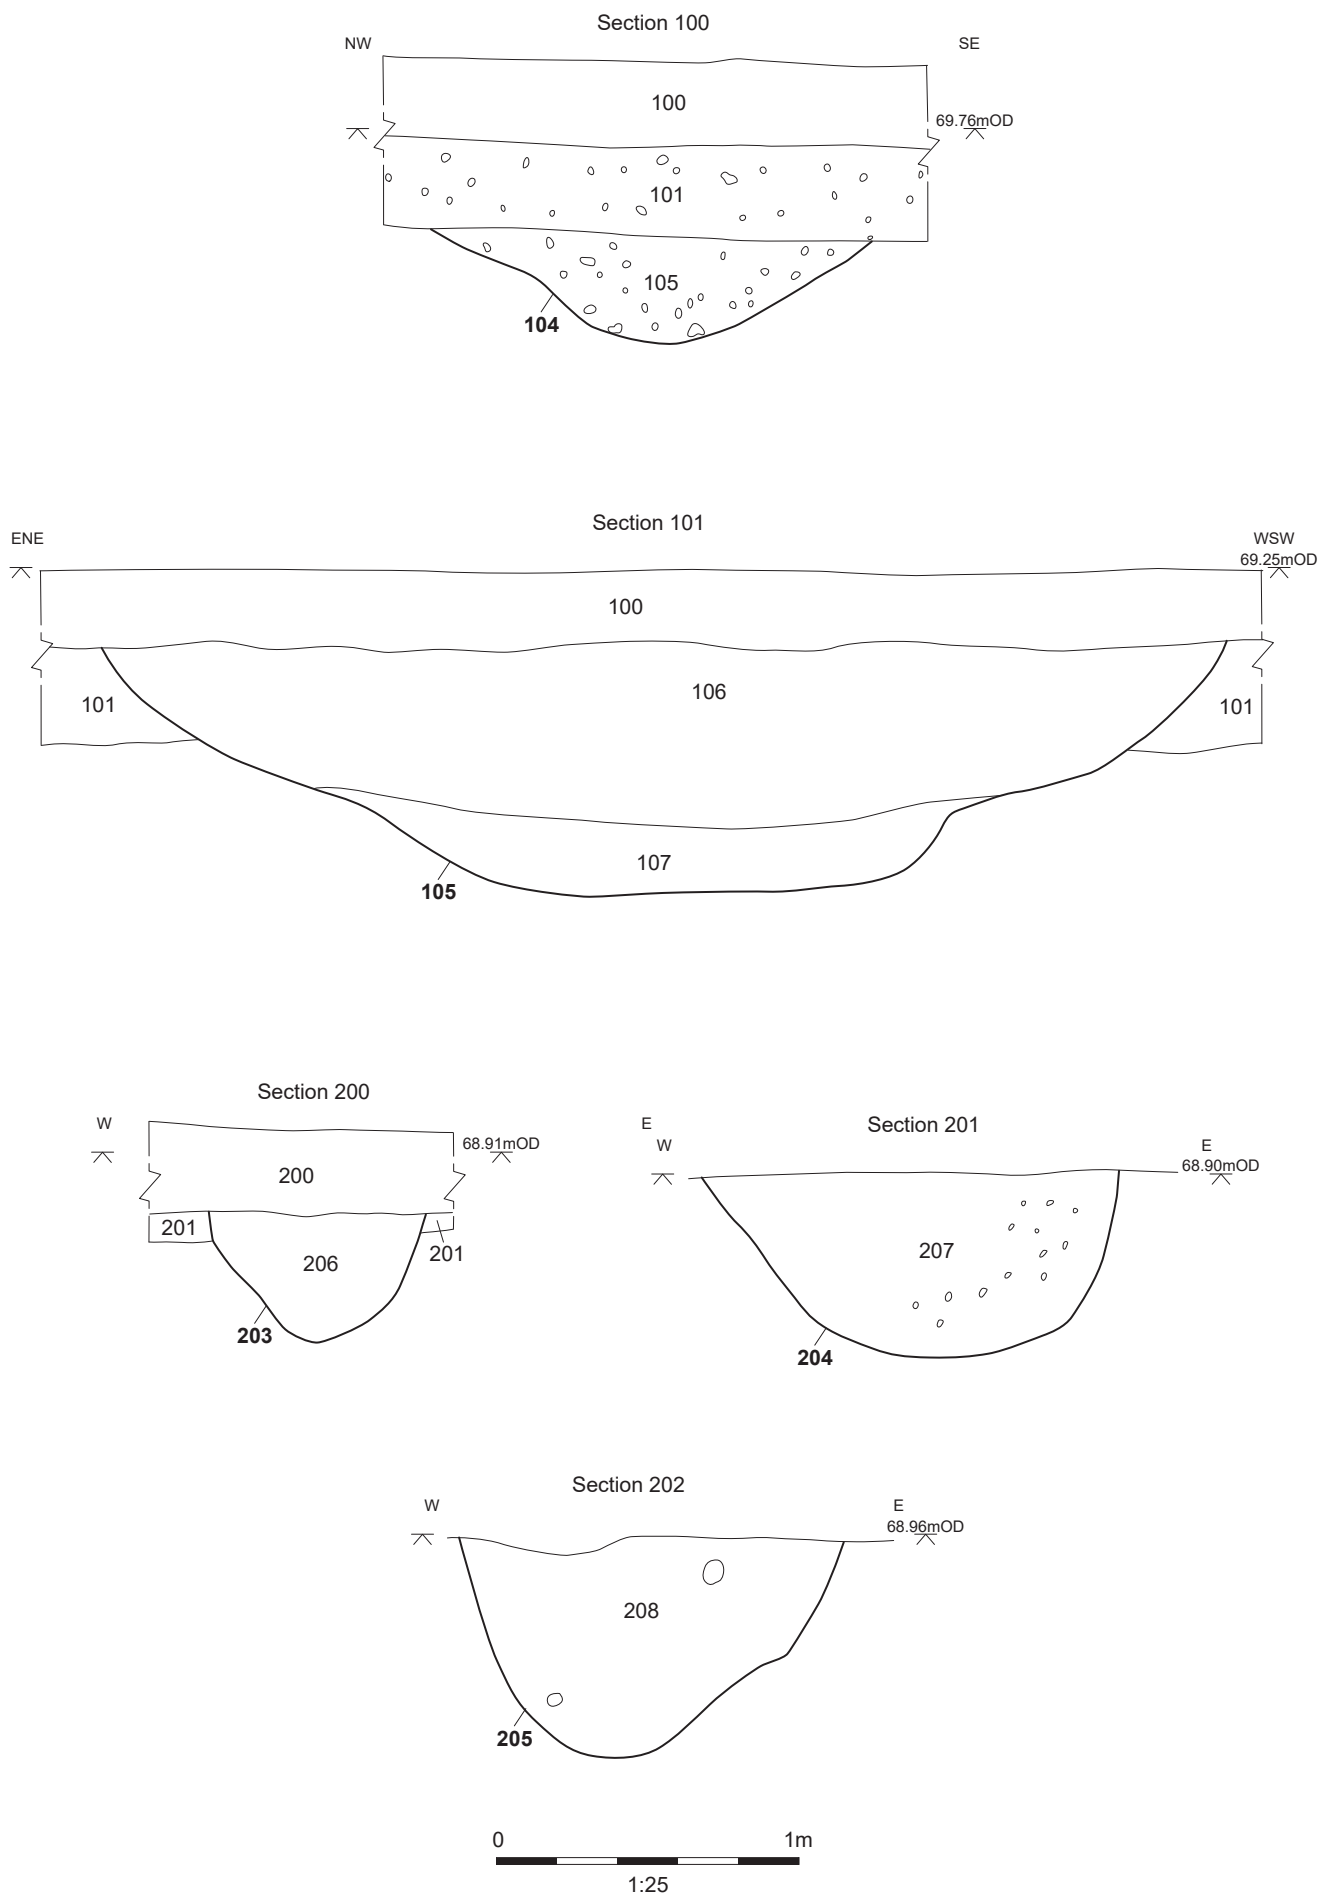 Section 100
NW SE
100
69.76mOD
101
105
104
Section 101
ENE WSW
69.25mOD
100
106
101 101
107
105
Section 200
W E
68.91mOD
200
201
201
206
203
Section 201
W E
68.90mOD
207
204
Section 202
W E
68.96mOD
208
205
0 1m
1:25